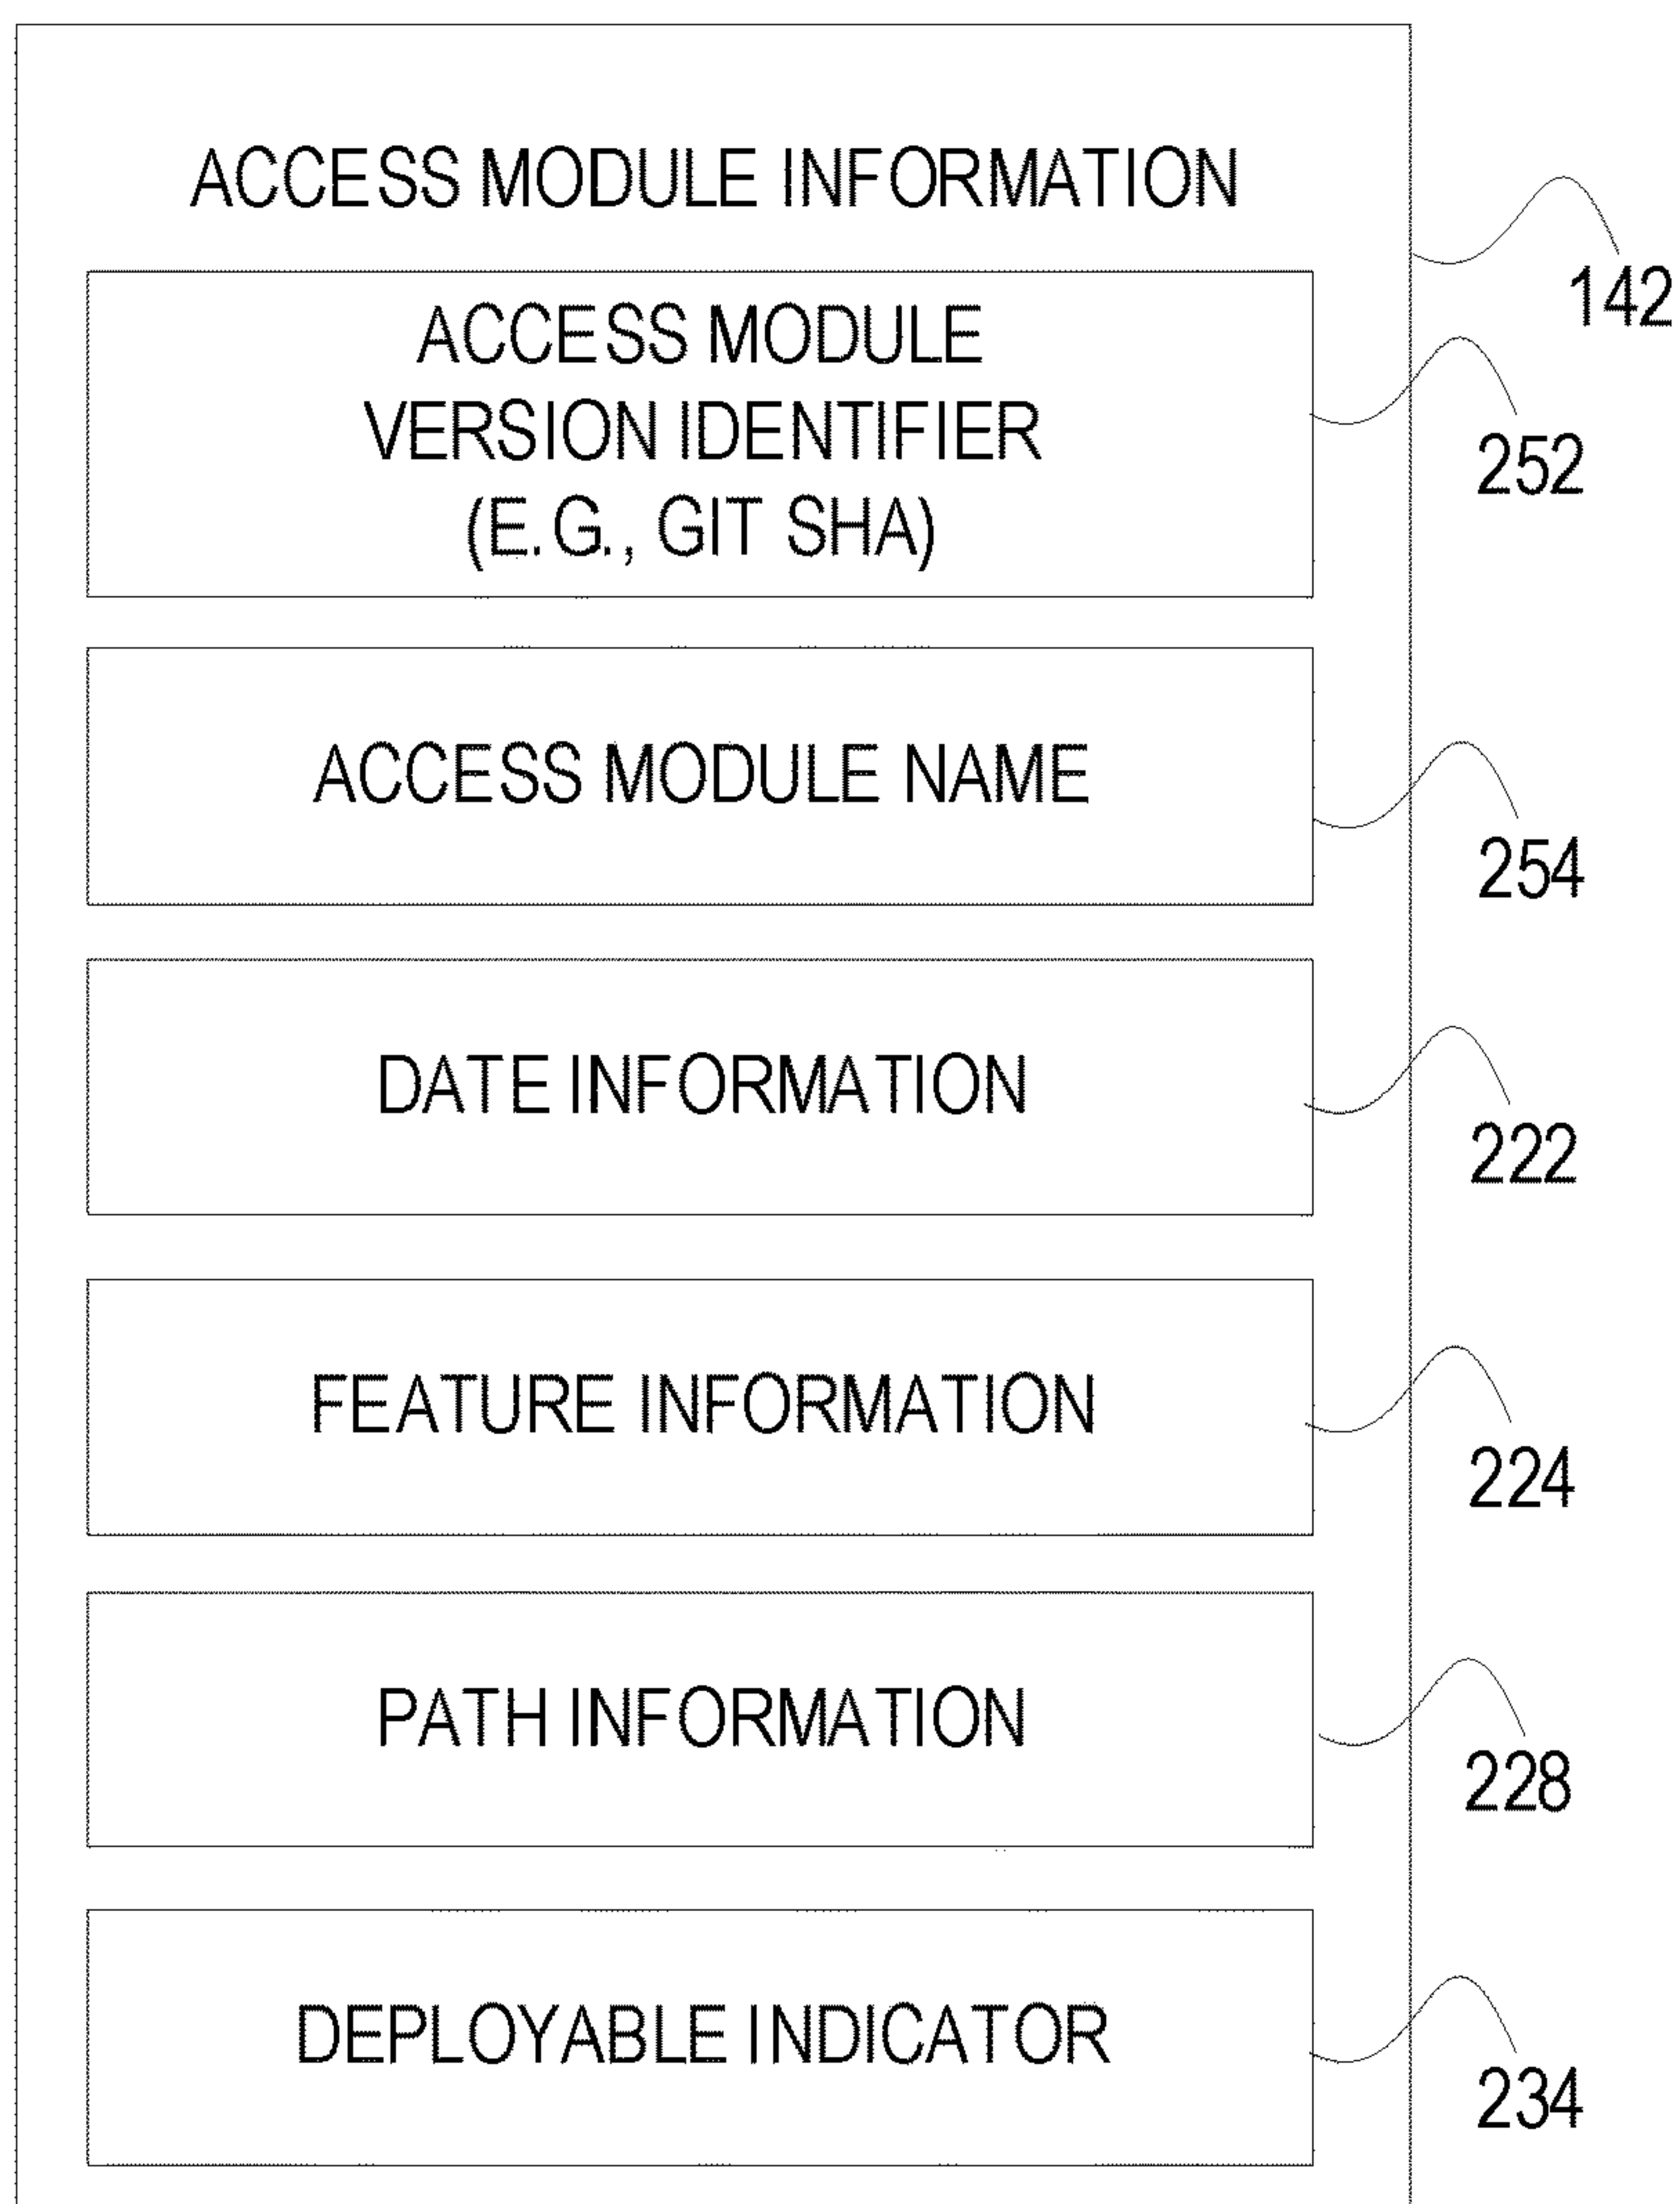 ACCESS MODULE INFORMATION
142
ACCESS MODULE
VERSION IDENTIFIER
(E.G., GIT SHA)
252
ACCESS MODULE NAME
254
DATE INFORMATION
222
FEATURE INFORMATION
224
PATH INFORMATION
228
DEPLOYABLE INDICATOR
234